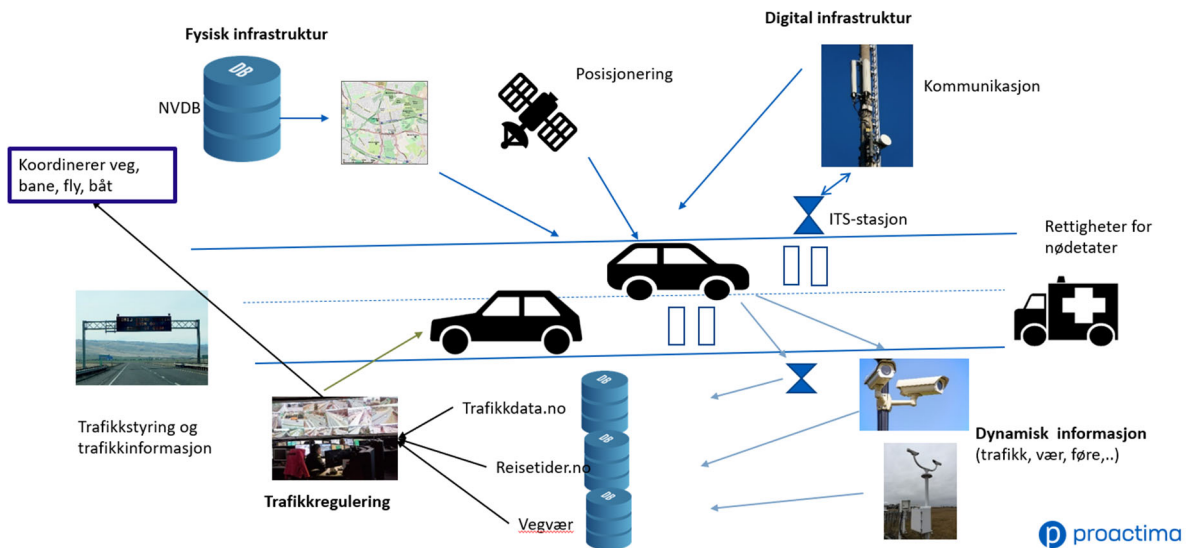 Fysisk infrastruktur
Digital infrastruktur
DB
NVDB
Posisjonering
Kommunikasjon
Koordinerer veg,
bane, fly, båt
ITS-stasjon
Rettigheter for
nødetater
DB
Trafikkdata.no
Trafikkstyring og
trafikkinformasjon
Dynamisk informasjon
(trafikk, vær, føre,..)
DB
Reisetider.no
Trafikkregulering
DB
Vegvær
p proactima